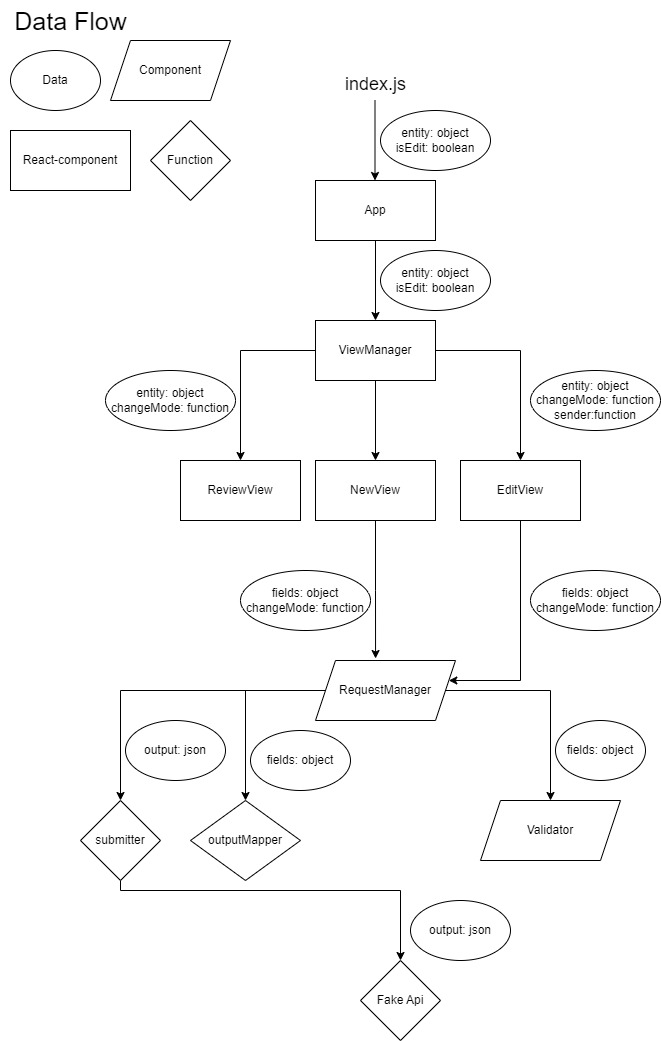 Data Flow
Data
Component
React-component
Function
index.js
entity: object
isEdit: boolean
App
entity: object
isEdit: boolean
ViewManager
entity: object
changeMode: function
entity: object
changeMode: function
sender:function
ReviewView
NewView
EditView
fields: object
changeMode: function
fields: object
changeMode: function
RequestManager
output: json
fields: object
fields: object
submitter
outputMapper
Validator
output: json
Fake Api